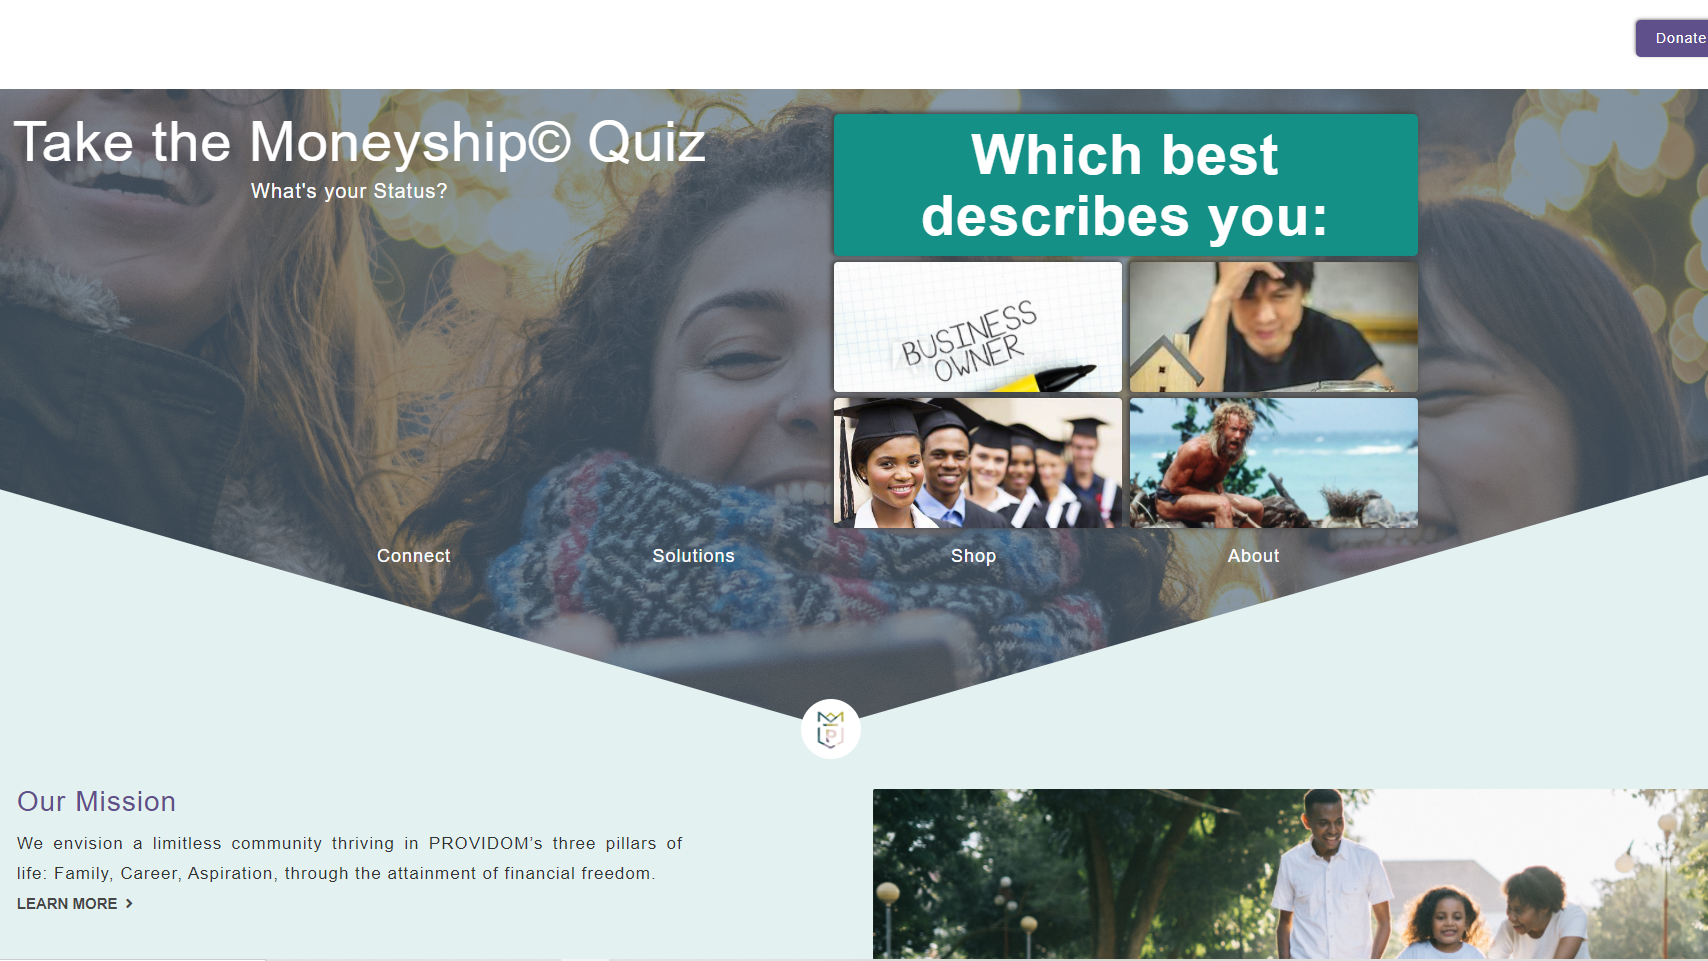 Donate
Take the Moneyship© Quiz
What's your Status?
Which best
describes you:
BUSINESS
OWNER
Connect
Solutions
Shop
About
P
Our Mission
We envision a limitless community thriving in PROVIDOM’s three pillars of
life: Family, Career, Aspiration, through the attainment of financial freedom.
LEARN MORE